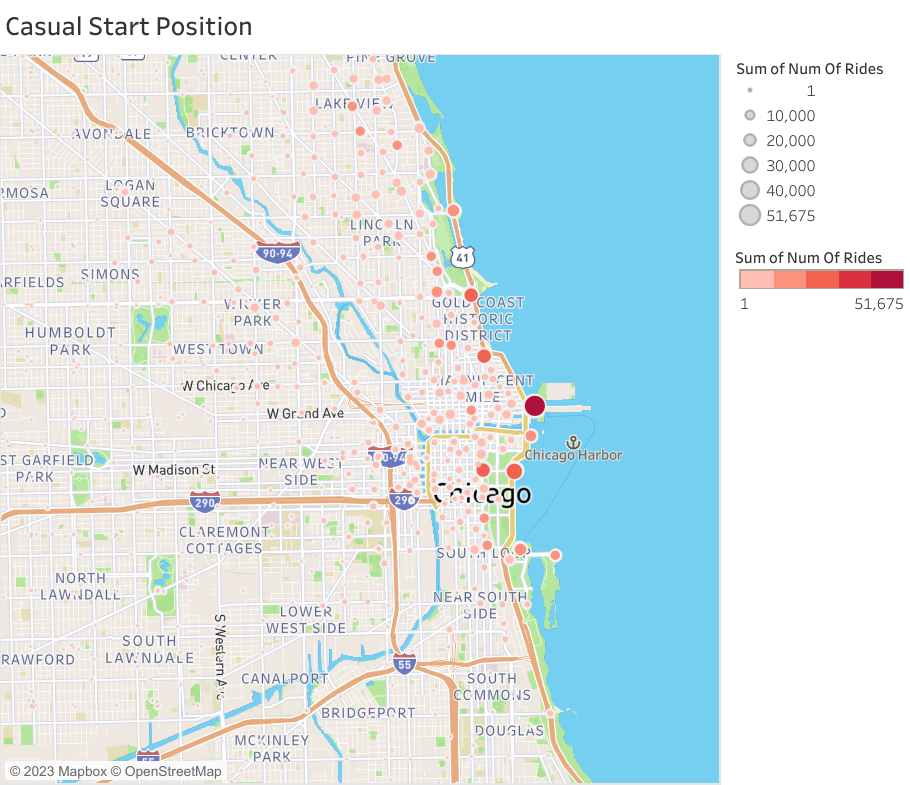 Casual Start Position
CENTER
PINE GROVE
LAKEVIEW
AVONDALE
BRICKTOWN
LOGAN
SQUARE
RMOSA
LINCOLN
PARK
90-94
41
SIMONS
ARFIELDS
GOLD COAST
HISTORIC
DISTRICT
WICKER
PARK
HUMBOLDT
PARK
WEST TOWN
W Chicago Ave
MAGNIFICENT
MILE
W Grand Ave
Chicago Harbor
ST GARFIELD
PARK
W Madison St
NEAR WEST
SIDE
90-94
290
290
Chicago
CLAREMONT
COTTAGES
SOUTH LOOP
NORTH
LAWNDALE
NEAR SOUTH
SIDE
LOWER
WEST SIDE
S Western Ave
SOUTH
LAWNDALE
RAWFORD
55
CANALPORT
SOUTH
COMMONS
BRIDGEPORT
DOUGLAS
MCKINLEY
PARK
55
© 2023 Mapbox © OpenStreetMap
Sum of Num Of Rides
1
10,000
20,000
30,000
40,000
51,675
Sum of Num Of Rides
1 51,675